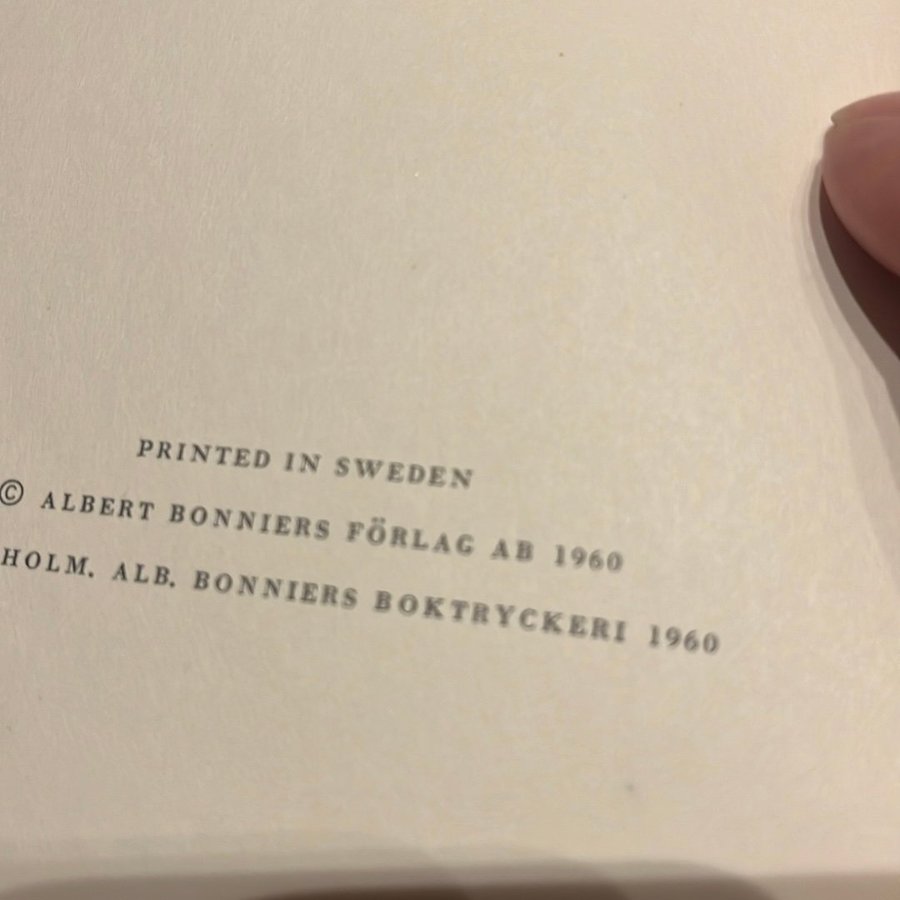 PRINTED IN SWEDEN
© ALBERT BONNIERS FÖRLAG AB 1960
HOLM. ALB. BONNIERS BOKTRYCKERI 1960